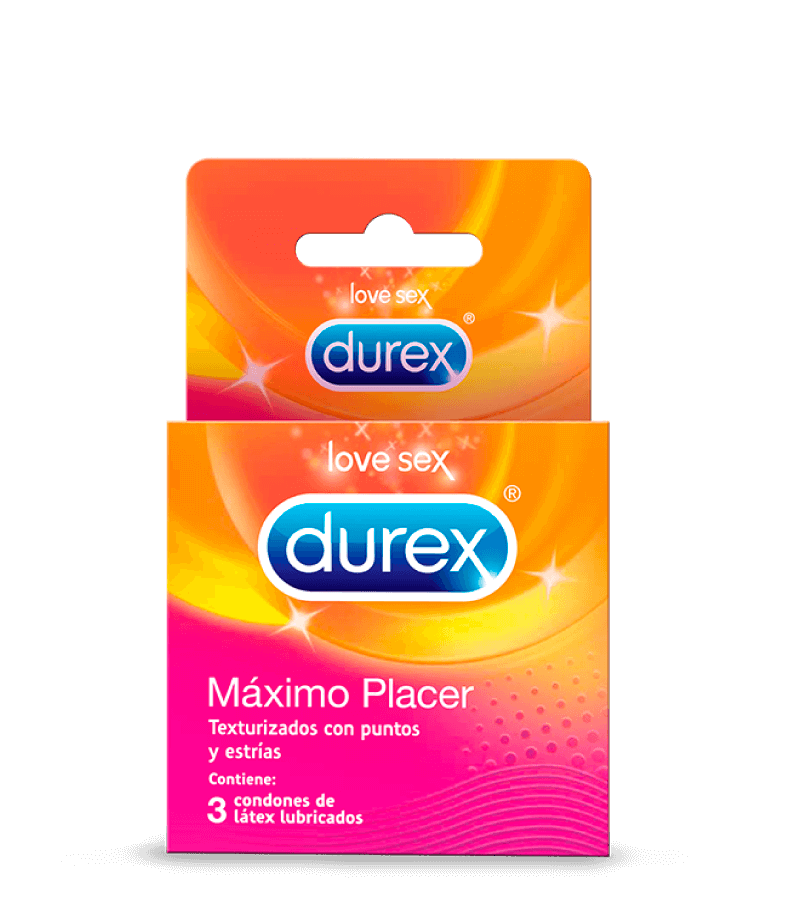 love sex
durex®
love sex
durex®
Máximo Placer
Texturizados con puntos
y estrías
Contiene:
3 condones de
látex lubricados